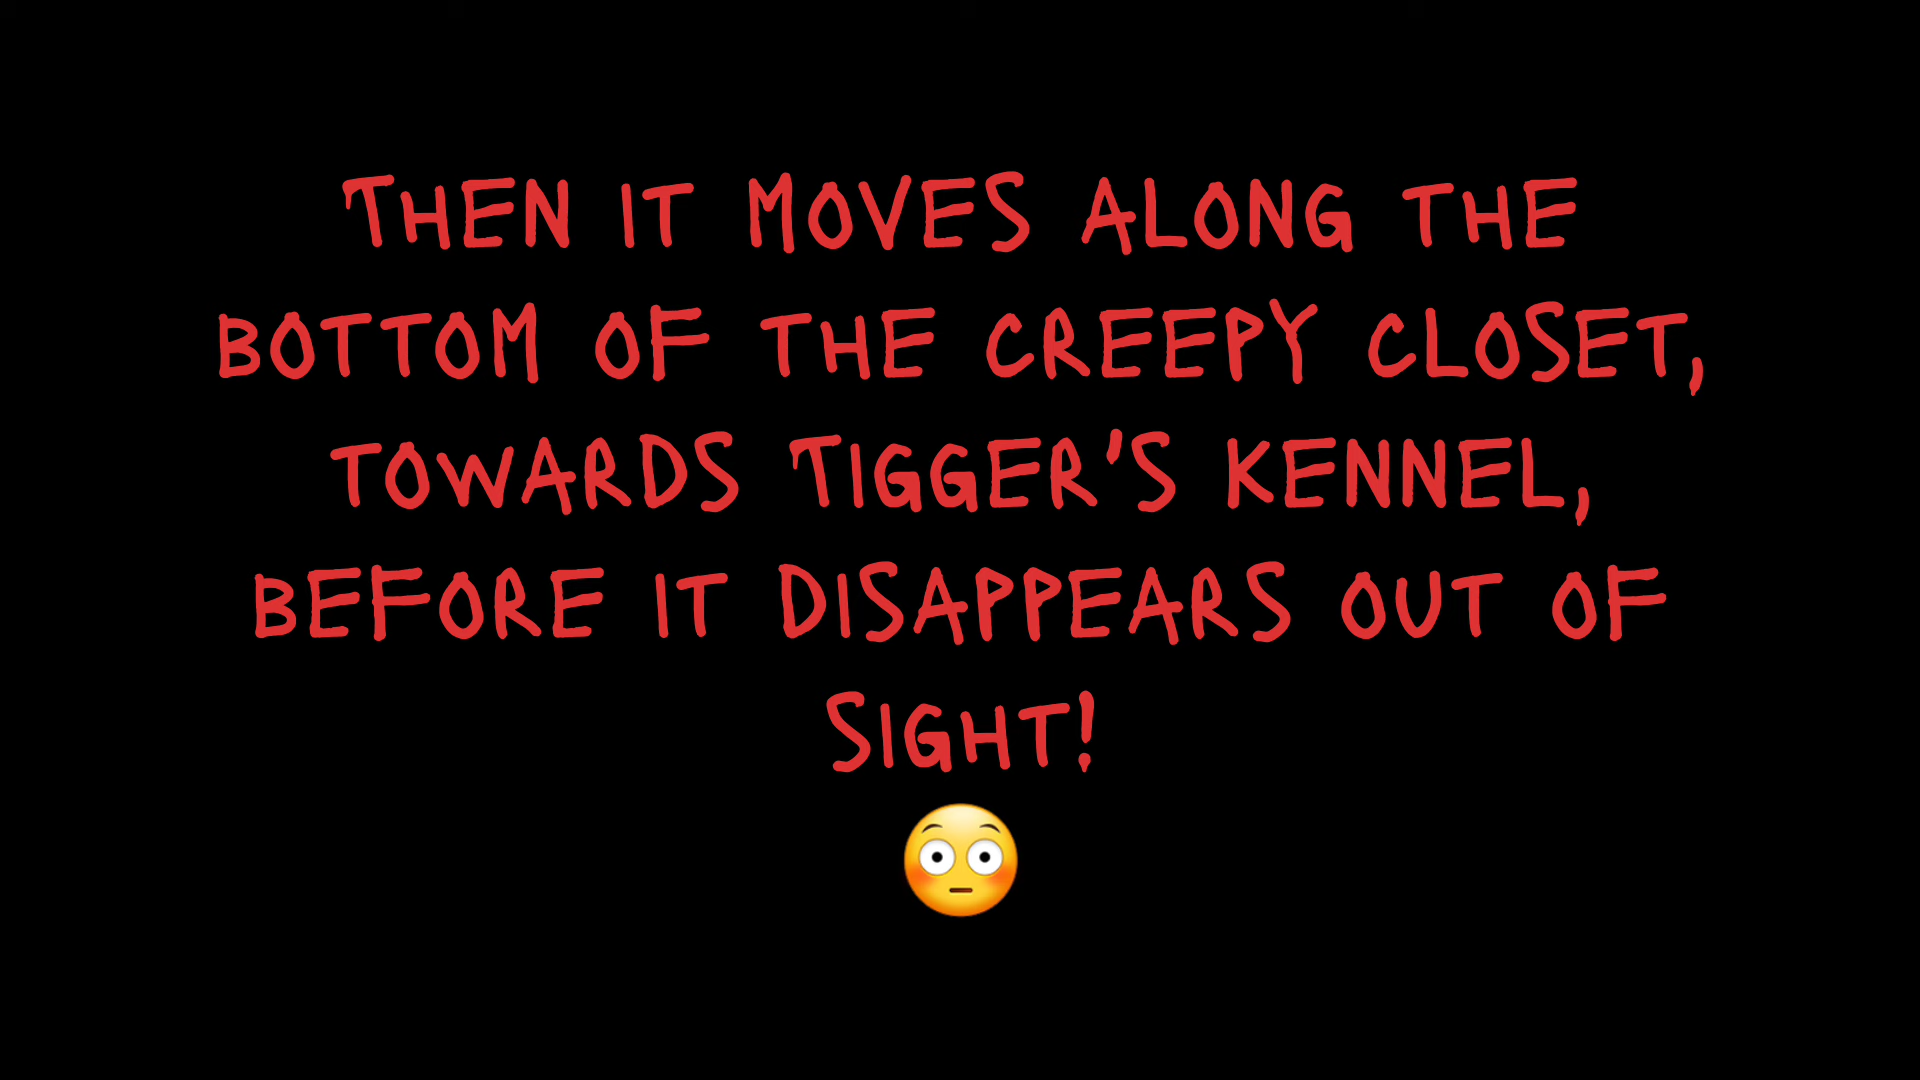 Then it moves along the
bottom of the creepy closet,
towards Tigger's kennel,
before it disappears out of
sight!
😳